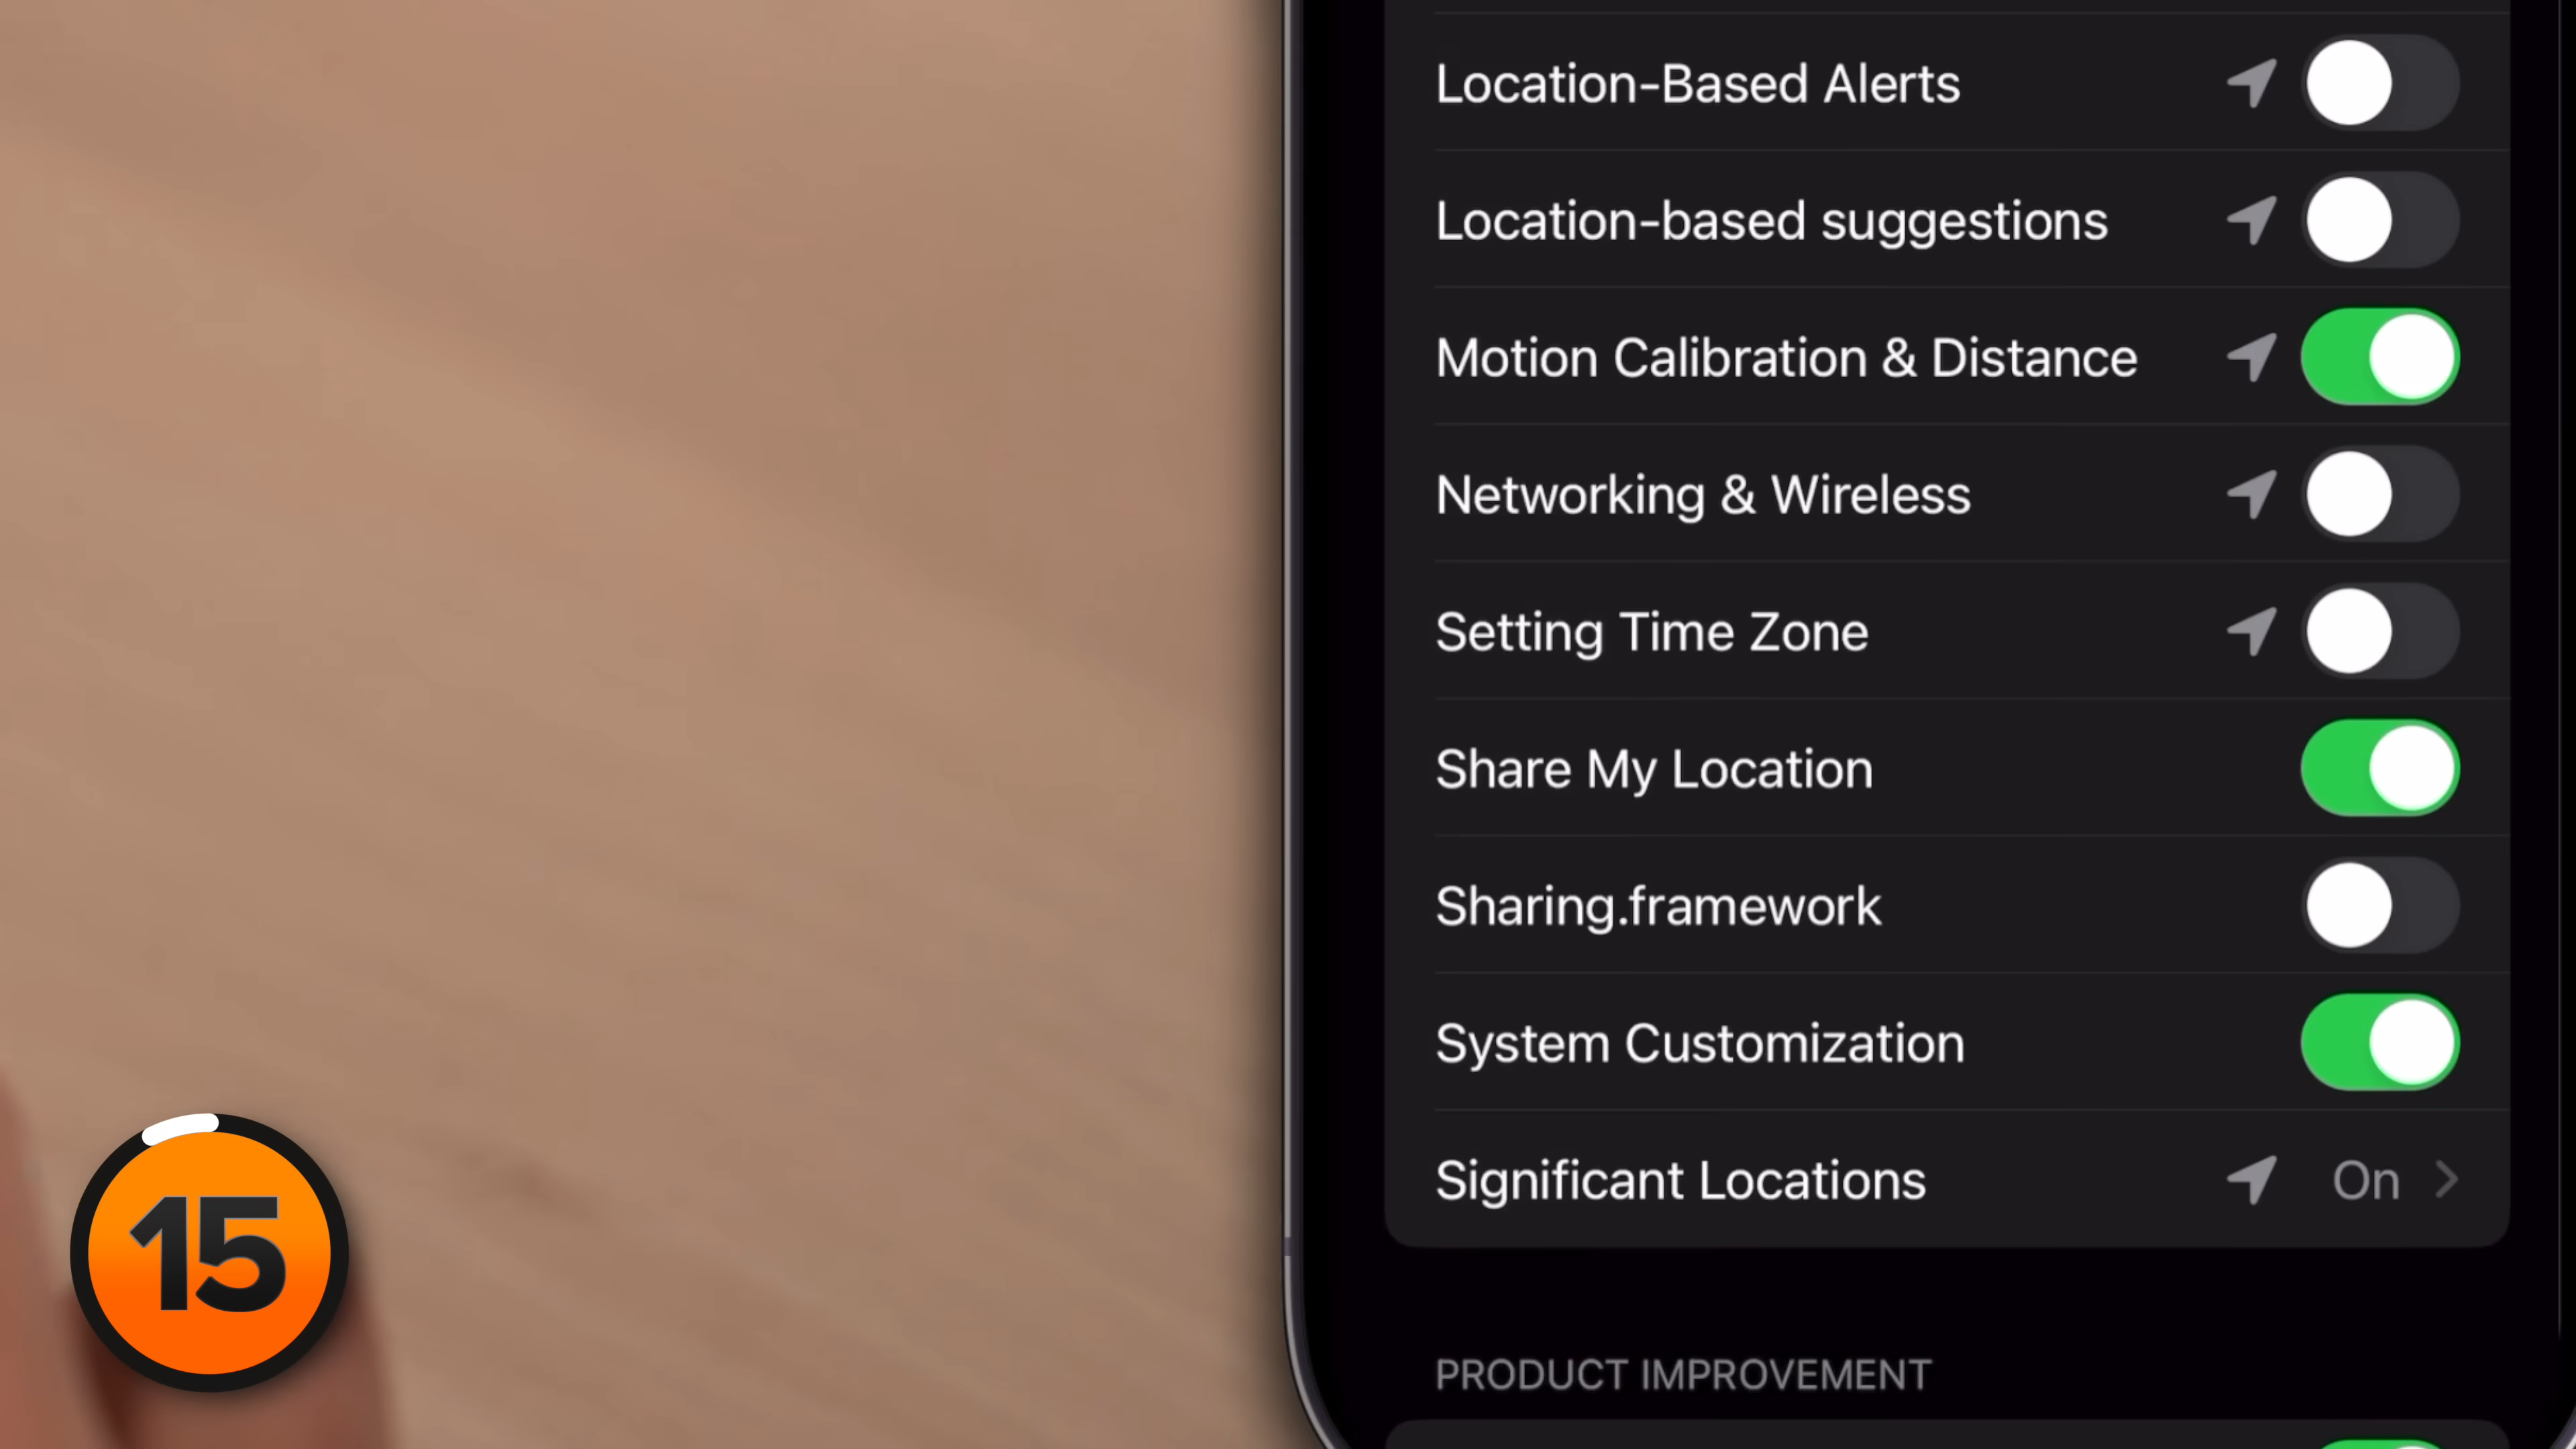 Location-Based Alerts
Location-based suggestions
Motion Calibration & Distance
Networking & Wireless
Setting Time Zone
Share My Location
Sharing.framework
System Customization
Significant Locations On
PRODUCT IMPROVEMENT
15